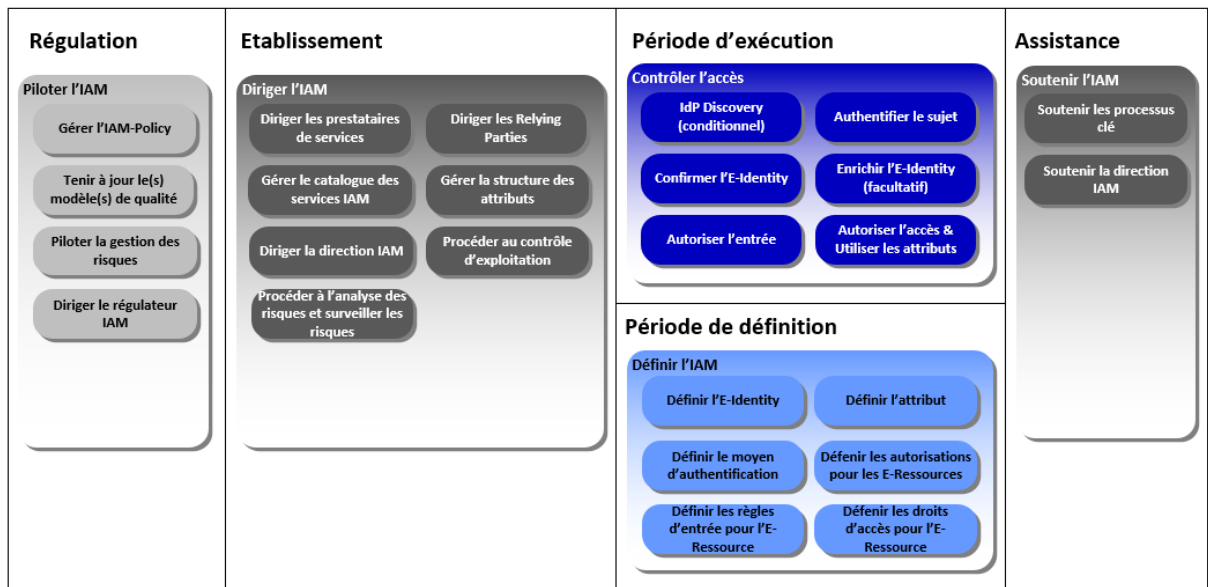 Régulation
Piloter l'IAM
Gérer l'IAM-Policy
Tenir à jour le(s)
modèle(s) de qualité
Piloter la gestion des
risques
Diriger le régulateur
IAM
Etablissement
Diriger l'IAM
Diriger les prestataires
de services
Diriger les Relying
Parties
Gérer le catalogue des
services IAM
Gérer la structure des
attributs
Diriger la direction IAM
Procéder au contrôle
d'exploitation
Procéder à l'analyse des
risques et surveiller les
risques
Période d'exécution
Contrôler l'accès
IdP Discovery
(conditionnel)
Authentifier le sujet
Confirmer l'E-Identity
Enrichir l'E-Identity
(facultatif)
Autoriser l'entrée
Autoriser l'accès &
Utiliser les attributs
Période de définition
Définir l'IAM
Définir l'E-Identity
Définir l'attribut
Définir le moyen
d'authentification
Défenir les autorisations
pour les E-Ressources
Définir les règles
d'entrée pour l'E-
Ressource
Défenir les droits
d'accès pour l'E-
Ressource
Assistance
Soutenir l'IAM
Soutenir les processus
clé
Soutenir la direction
IAM